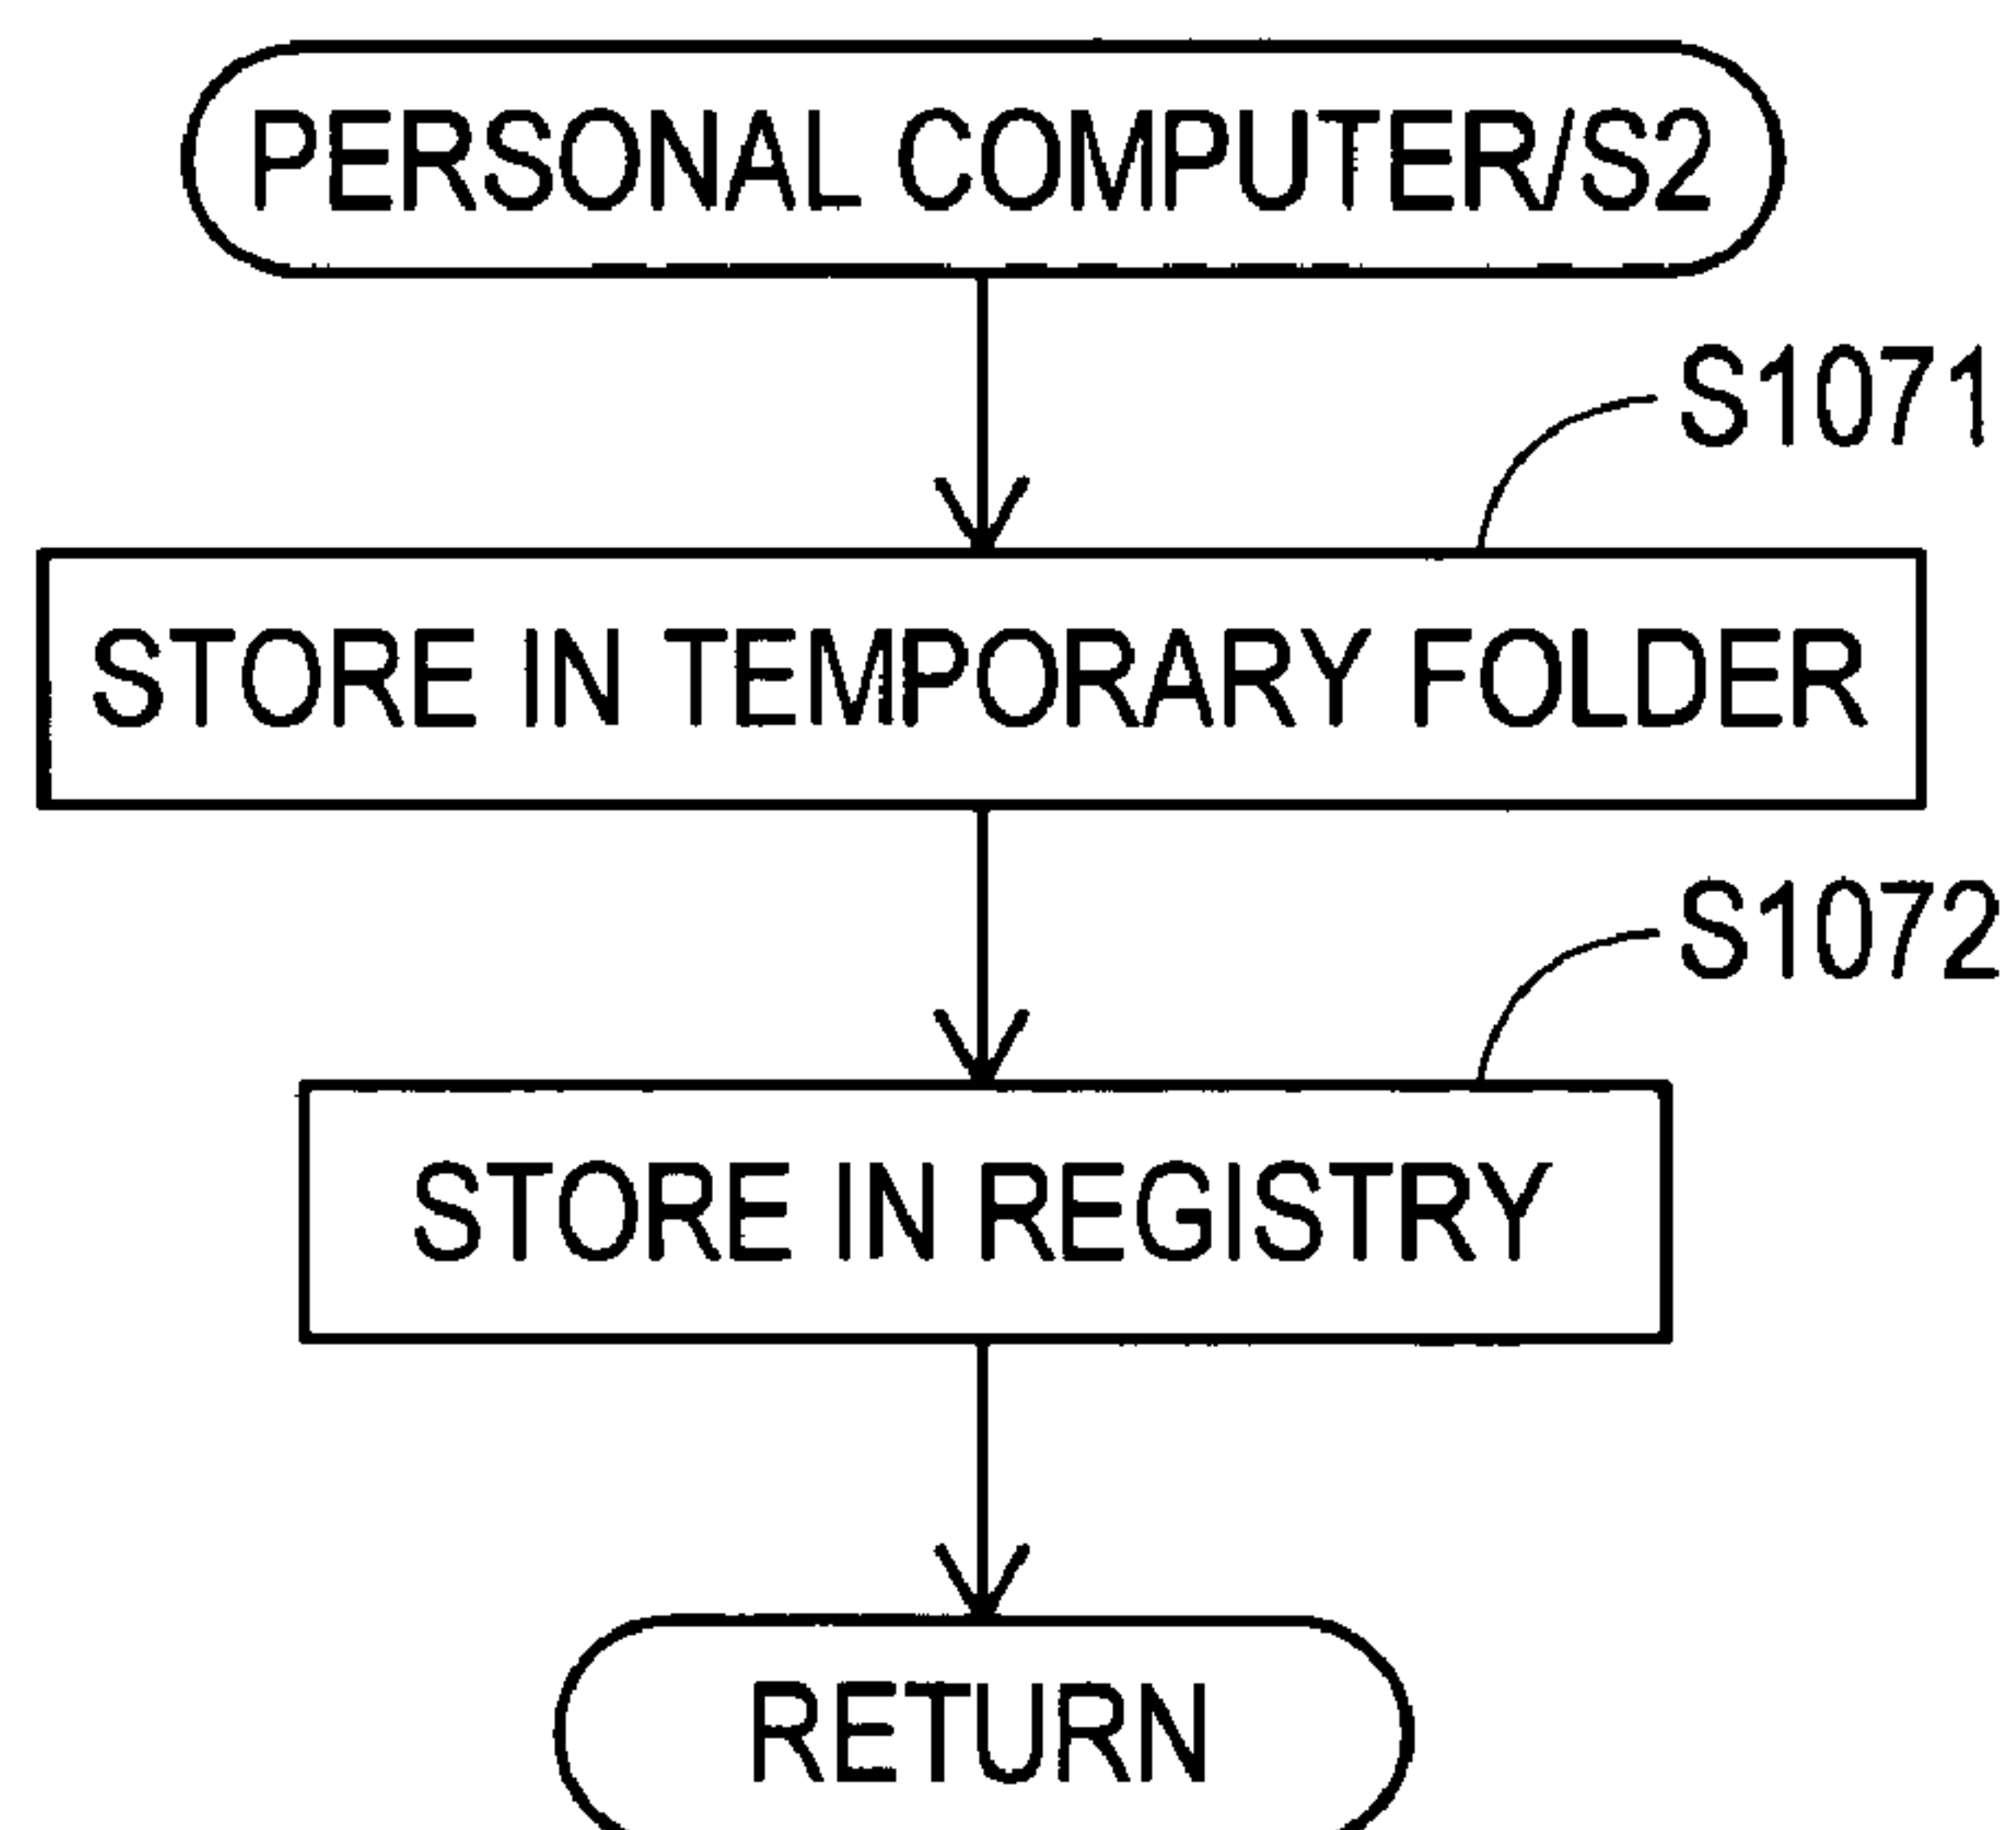 PERSONAL COMPUTER/S2
S1071
STORE IN TEMPORARY FOLDER
S1072
STORE IN REGISTRY
RETURN